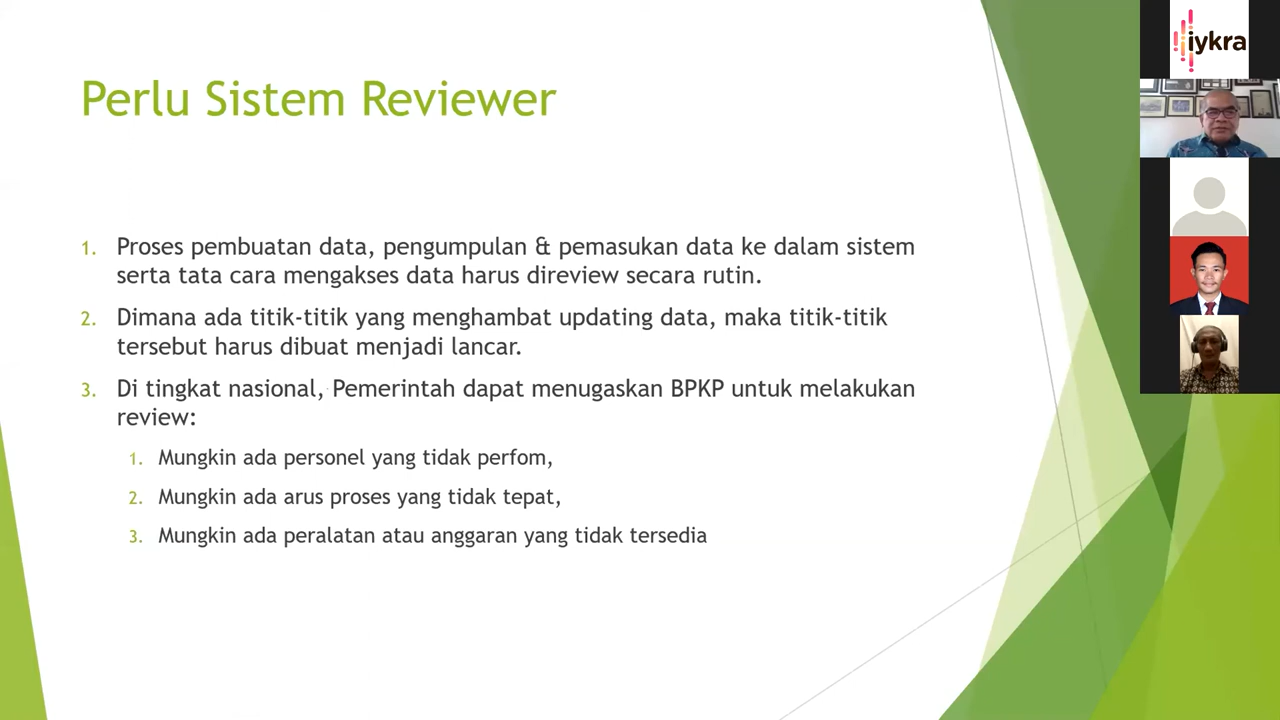 iykra
Perlu Sistem Reviewer
1. Proses pembuatan data, pengumpulan & pemasukan data ke dalam sistem
serta tata cara mengakses data harus direview secara rutin.
2. Dimana ada titik-titik yang menghambat updating data, maka titik-titik
tersebut harus dibuat menjadi lancar.
3. Di tingkat nasional, Pemerintah dapat menugaskan BPKP untuk melakukan
review:
1. Mungkin ada personel yang tidak perfom,
2. Mungkin ada arus proses yang tidak tepat,
3. Mungkin ada peralatan atau anggaran yang tidak tersedia